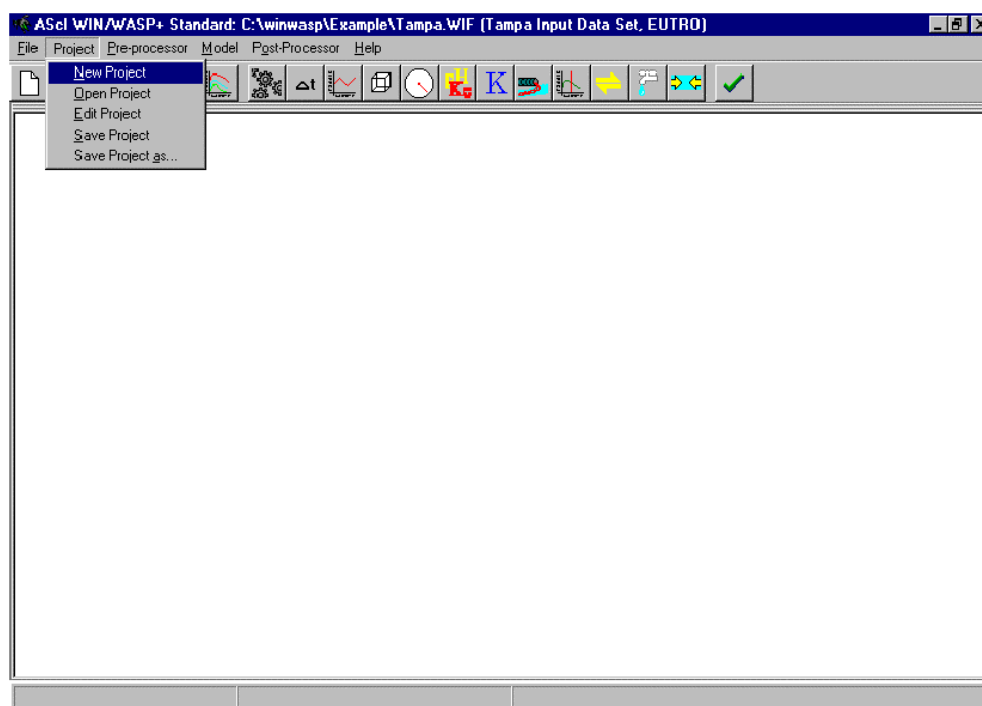 AScI WIN/WASP+ Standard: C:\winwasp\Example\Tampa.WIF (Tampa Input Data Set, EUTRO)
File Project Pre-processor Model Post-Processor Help
Δt K
New Project
Open Project
Edit Project
Save Project
Save Project as...